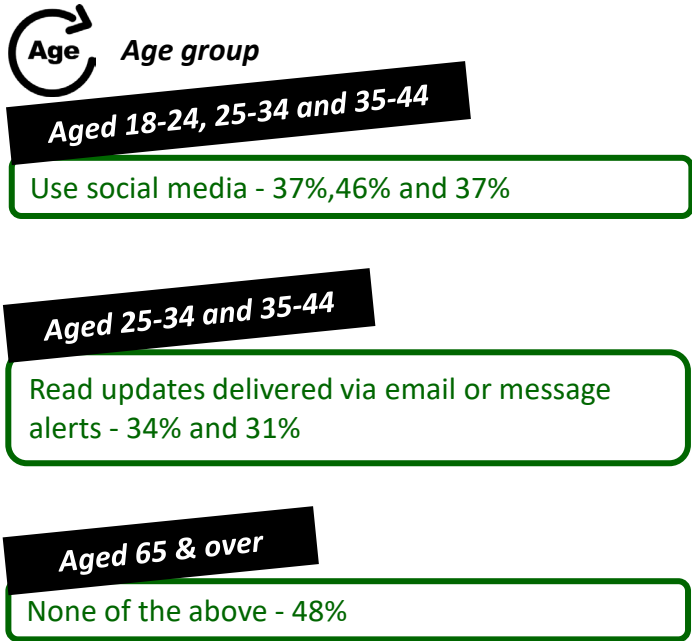 Age
Age group
Aged 18-24, 25-34 and 35-44
Use social media - 37%,46% and 37%
Aged 25-34 and 35-44
Read updates delivered via email or message
alerts - 34% and 31%
Aged 65 & over
None of the above - 48%